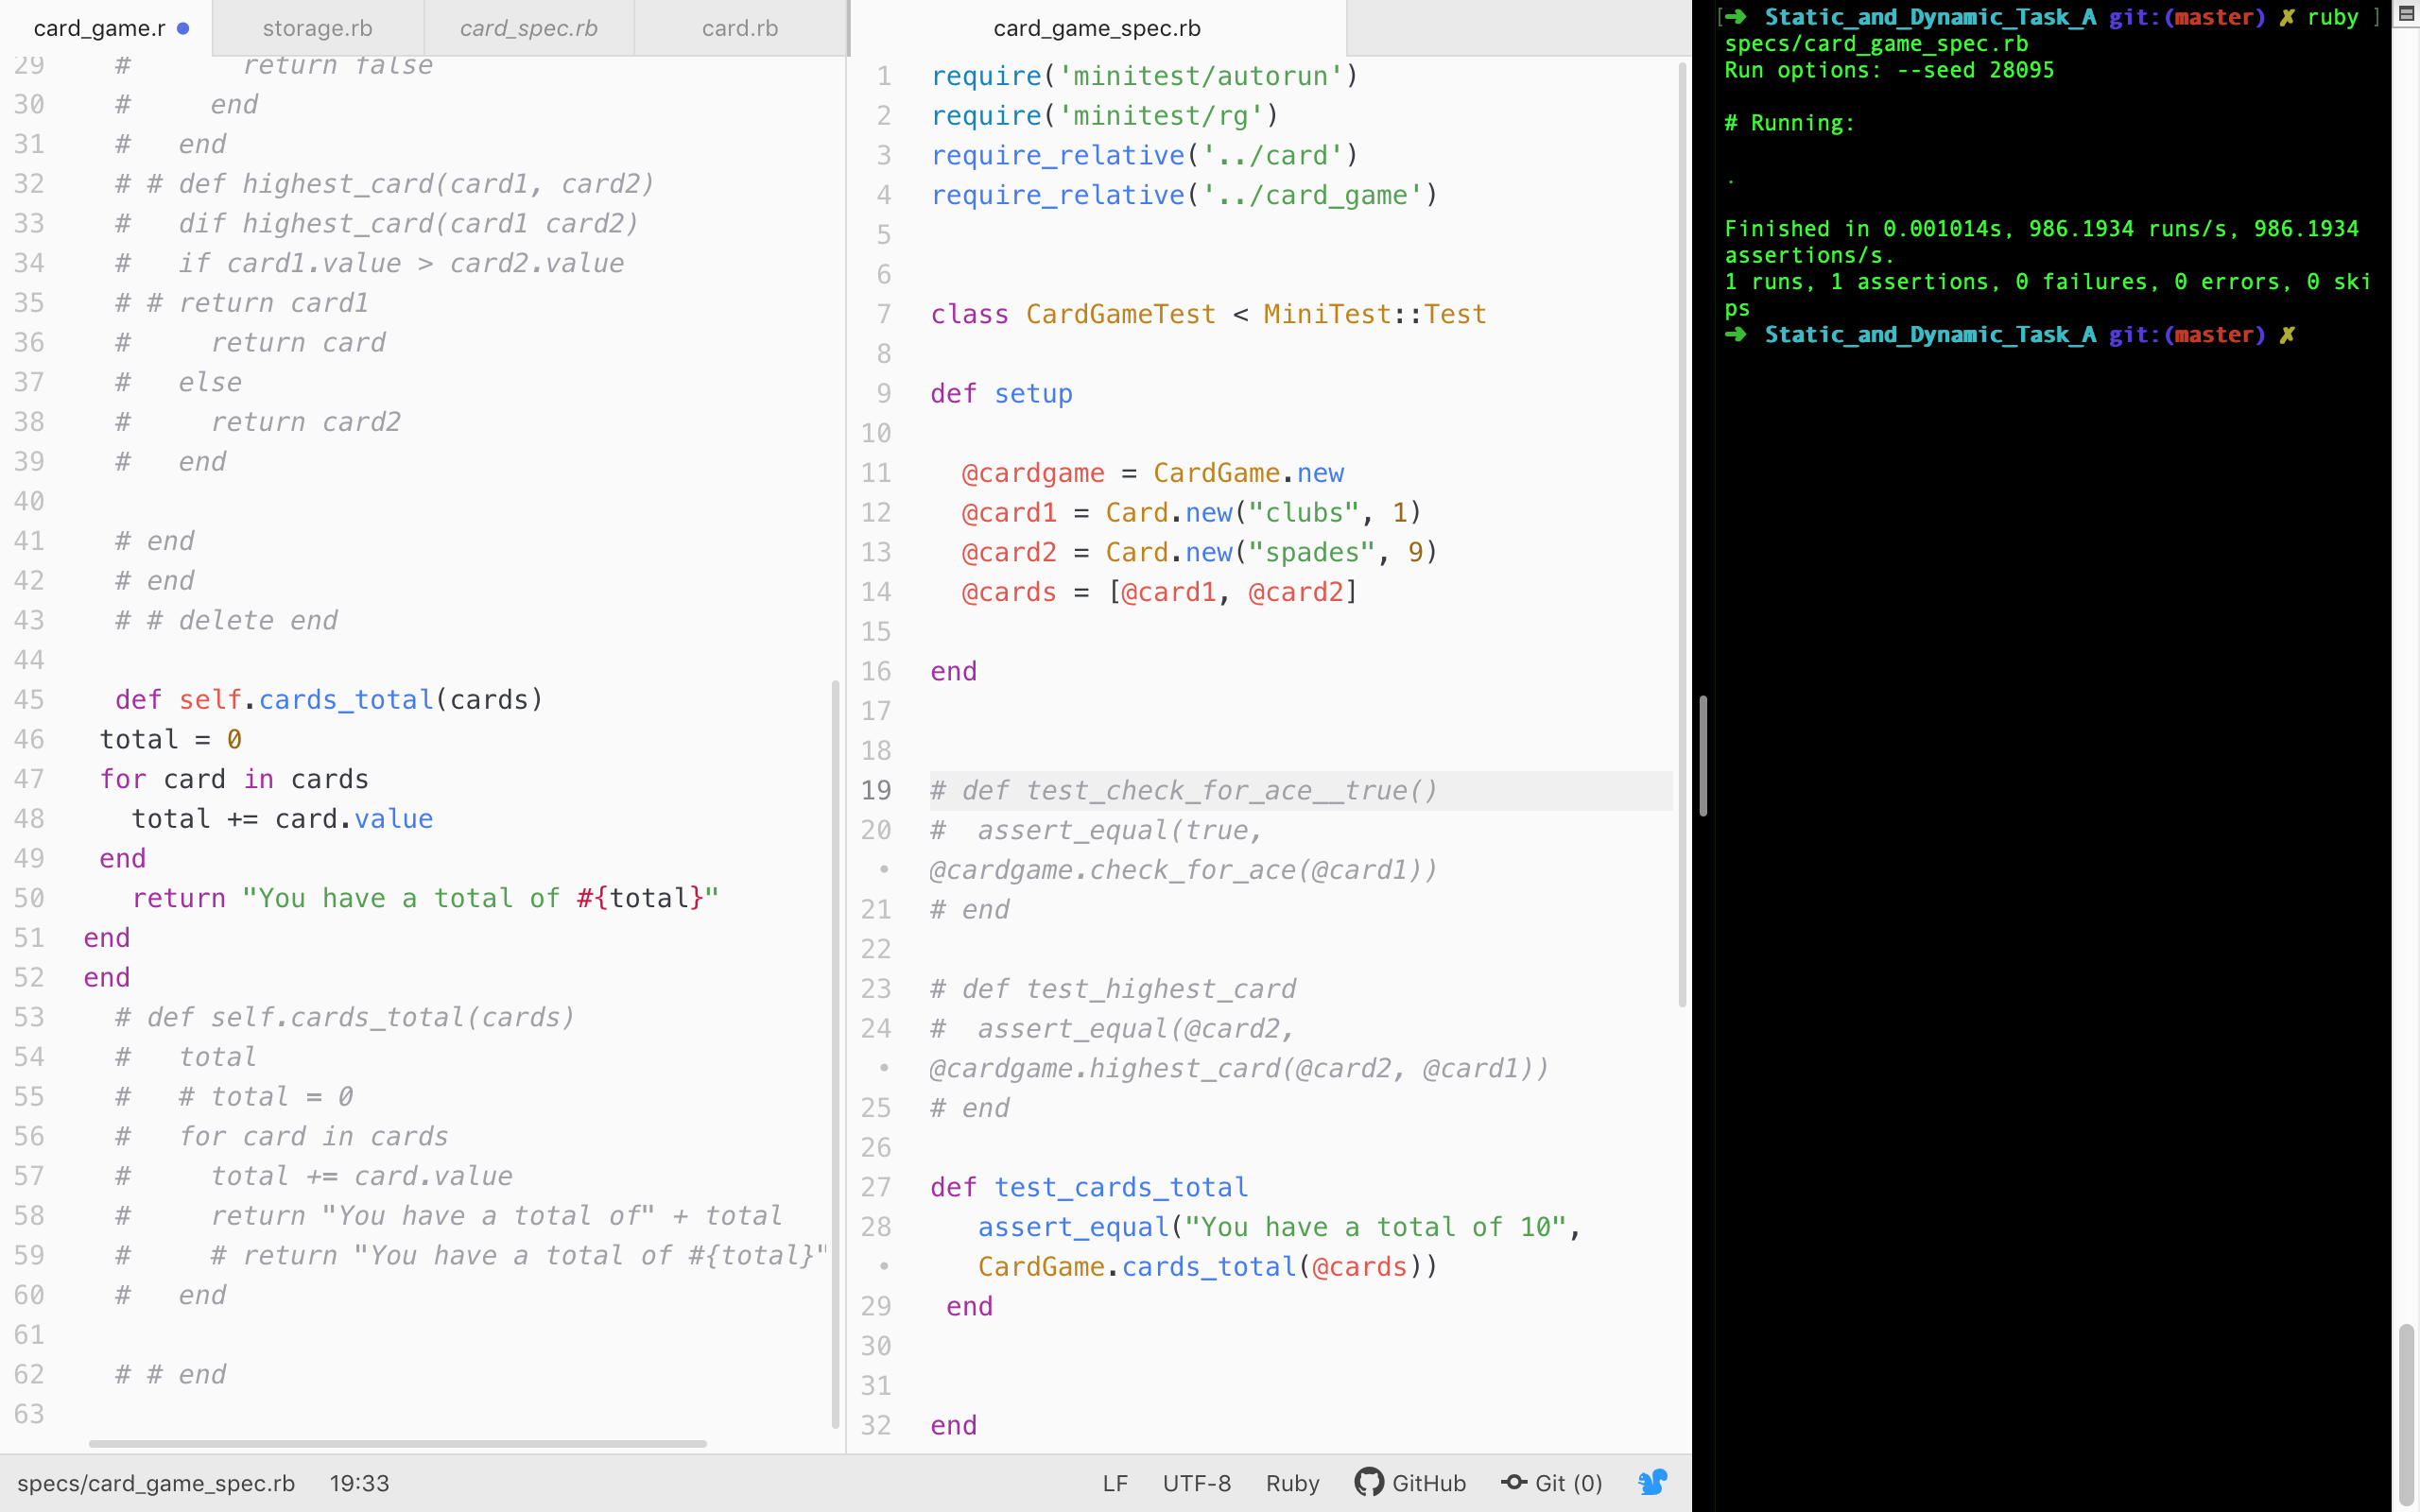 card_game.r
storage.rb
card_spec.rb
card.rb
29 #       return false
30 #     end
31 #   end
32 # # def highest_card(card1, card2)
33 #   dif highest_card(card1 card2)
34 #   if card1.value > card2.value
35 # # return card1
36 #     return card
37 #   else
38 #     return card2
39 #   end
40
41 # end
42 # end
43 # # delete end
44
45   def self.cards_total(cards)
46  total = 0
47  for card in cards
48    total += card.value
49  end
50    return "You have a total of #{total}"
51 end
52 end
53   # def self.cards_total(cards)
54   #   total
55   #   # total = 0
56   #   for card in cards
57   #     total += card.value
58   #     return "You have a total of" + total
59   #     # return "You have a total of #{total}"
60   #   end
61
62   # # end
63
card_game_spec.rb
1 require('minitest/autorun')
2 require('minitest/rg')
3 require_relative('../card')
4 require_relative('../card_game')
5
6
7 class CardGameTest < MiniTest::Test
8
9 def setup
10
11   @cardgame = CardGame.new
12   @card1 = Card.new("clubs", 1)
13   @card2 = Card.new("spades", 9)
14   @cards = [@card1, @card2]
15
16 end
17
18
19 # def test_check_for_ace__true()
20 #  assert_equal(true,
• @cardgame.check_for_ace(@card1))
21 # end
22
23 # def test_highest_card
24 #  assert_equal(@card2,
• @cardgame.highest_card(@card2, @card1))
25 # end
26
27 def test_cards_total
28    assert_equal("You have a total of 10",
•    CardGame.cards_total(@cards))
29  end
30
31
32 end
[➜  Static_and_Dynamic_Task_A git:(master) ✗ ruby ]
specs/card_game_spec.rb
Run options: --seed 28095
# Running:
.
Finished in 0.001014s, 986.1934 runs/s, 986.1934
assertions/s.
1 runs, 1 assertions, 0 failures, 0 errors, 0 ski
ps
➜  Static_and_Dynamic_Task_A git:(master) ✗
specs/card_game_spec.rb 19:33
LF UTF-8 Ruby GitHub Git (0)